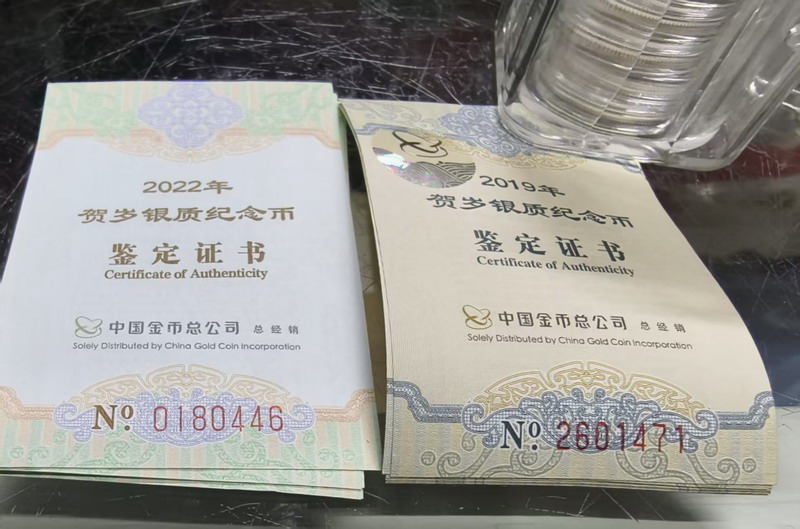 2022年
贺岁银质纪念币
鉴定证书
Certificate of Authenticity
中国金币总公司 总经销
Solely Distributed by China Gold Coin Incorporation
Nº 0180446
2019年
贺岁银质纪念币
鉴定证书
Certificate of Authenticity
中国金币总公司 总经销
Solely Distributed by China Gold Coin Incorporation
Nº 2601471